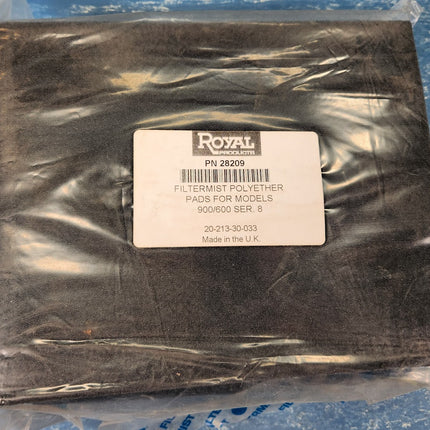 ROYAL
PN 28209
FILTERMIST POLYETHER
PADS FOR MODELS
900/600 SER. 8
20-213-30-033
Made in the U.K.